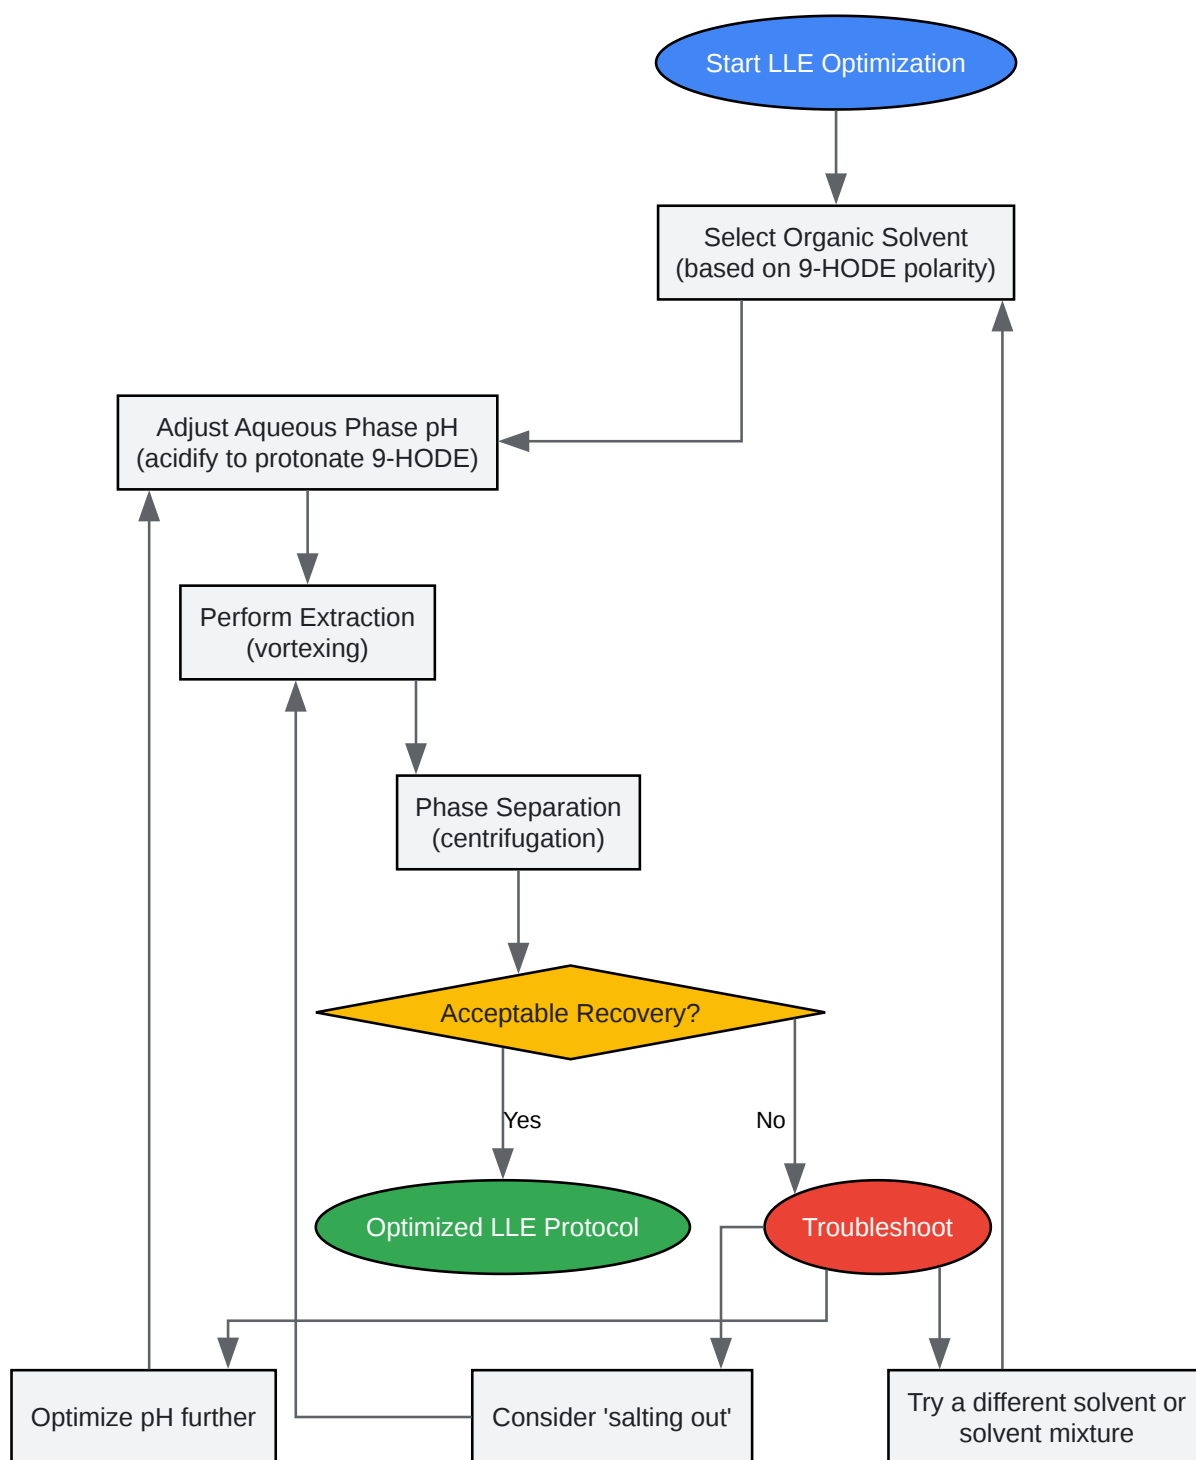 Start LLE Optimization
Select Organic Solvent
(based on 9-HODE polarity)
Adjust Aqueous Phase pH
(acidify to protonate 9-HODE)
Perform Extraction
(vortexing)
Phase Separation
(centrifugation)
Acceptable Recovery?
Yes
No
Optimized LLE Protocol
Troubleshoot
Optimize pH further
Consider 'salting out'
Try a different solvent or
solvent mixture